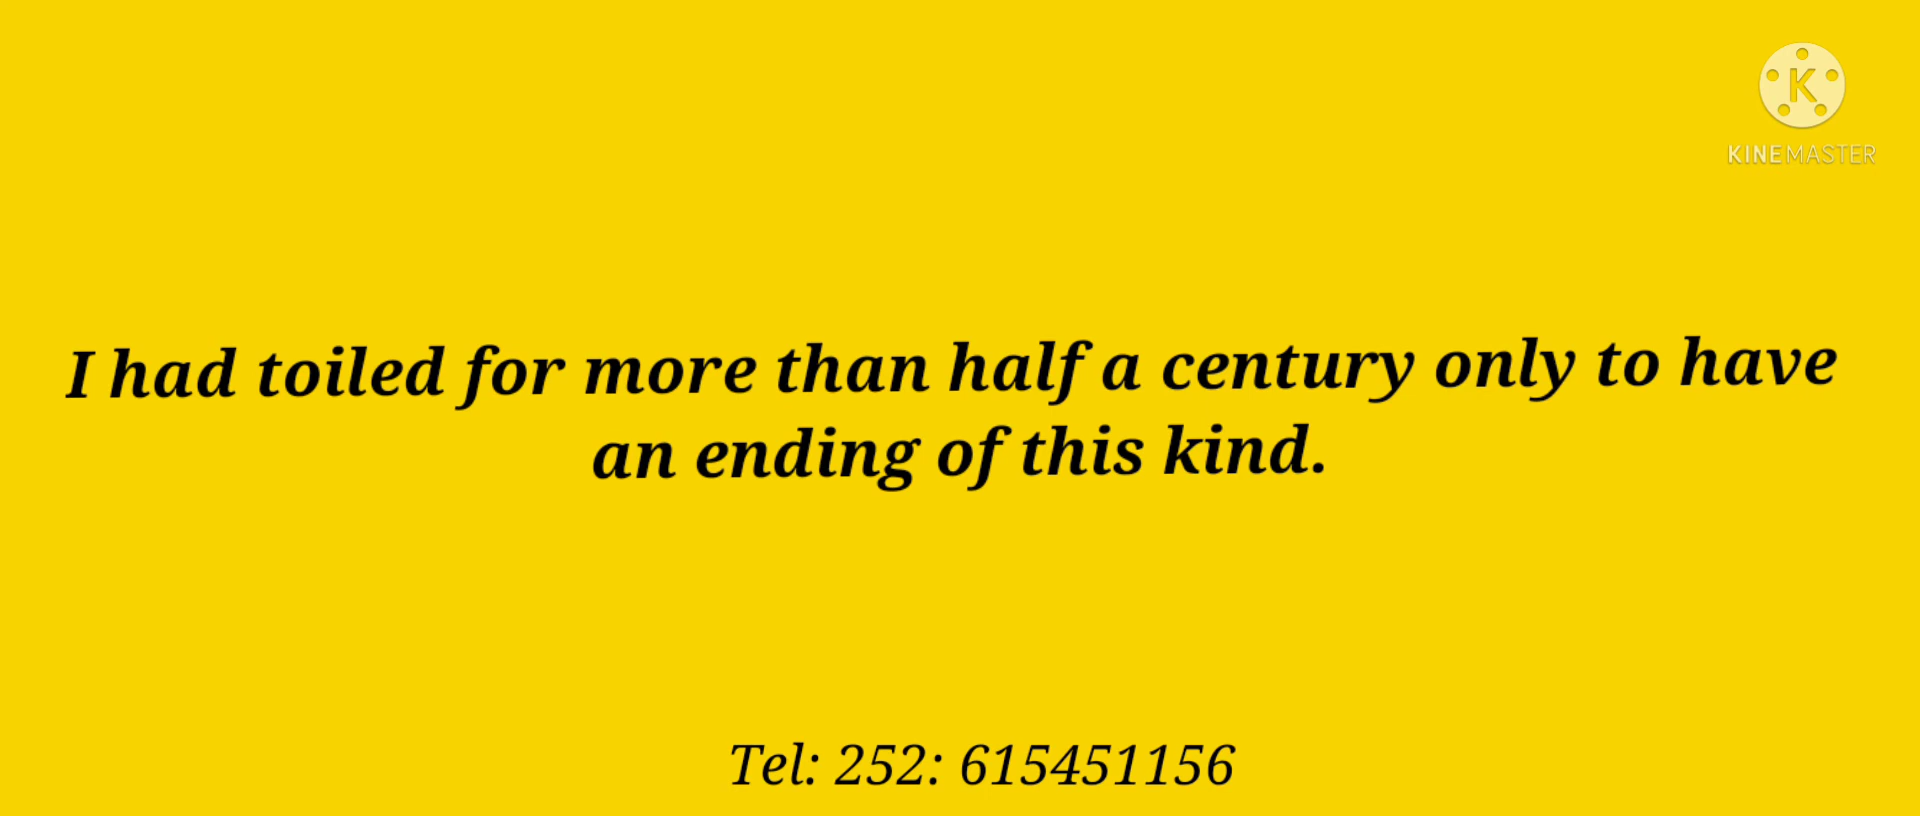 K
KINEMASTER
I had toiled for more than half a century only to have
an ending of this kind.
Tel: 252: 615451156